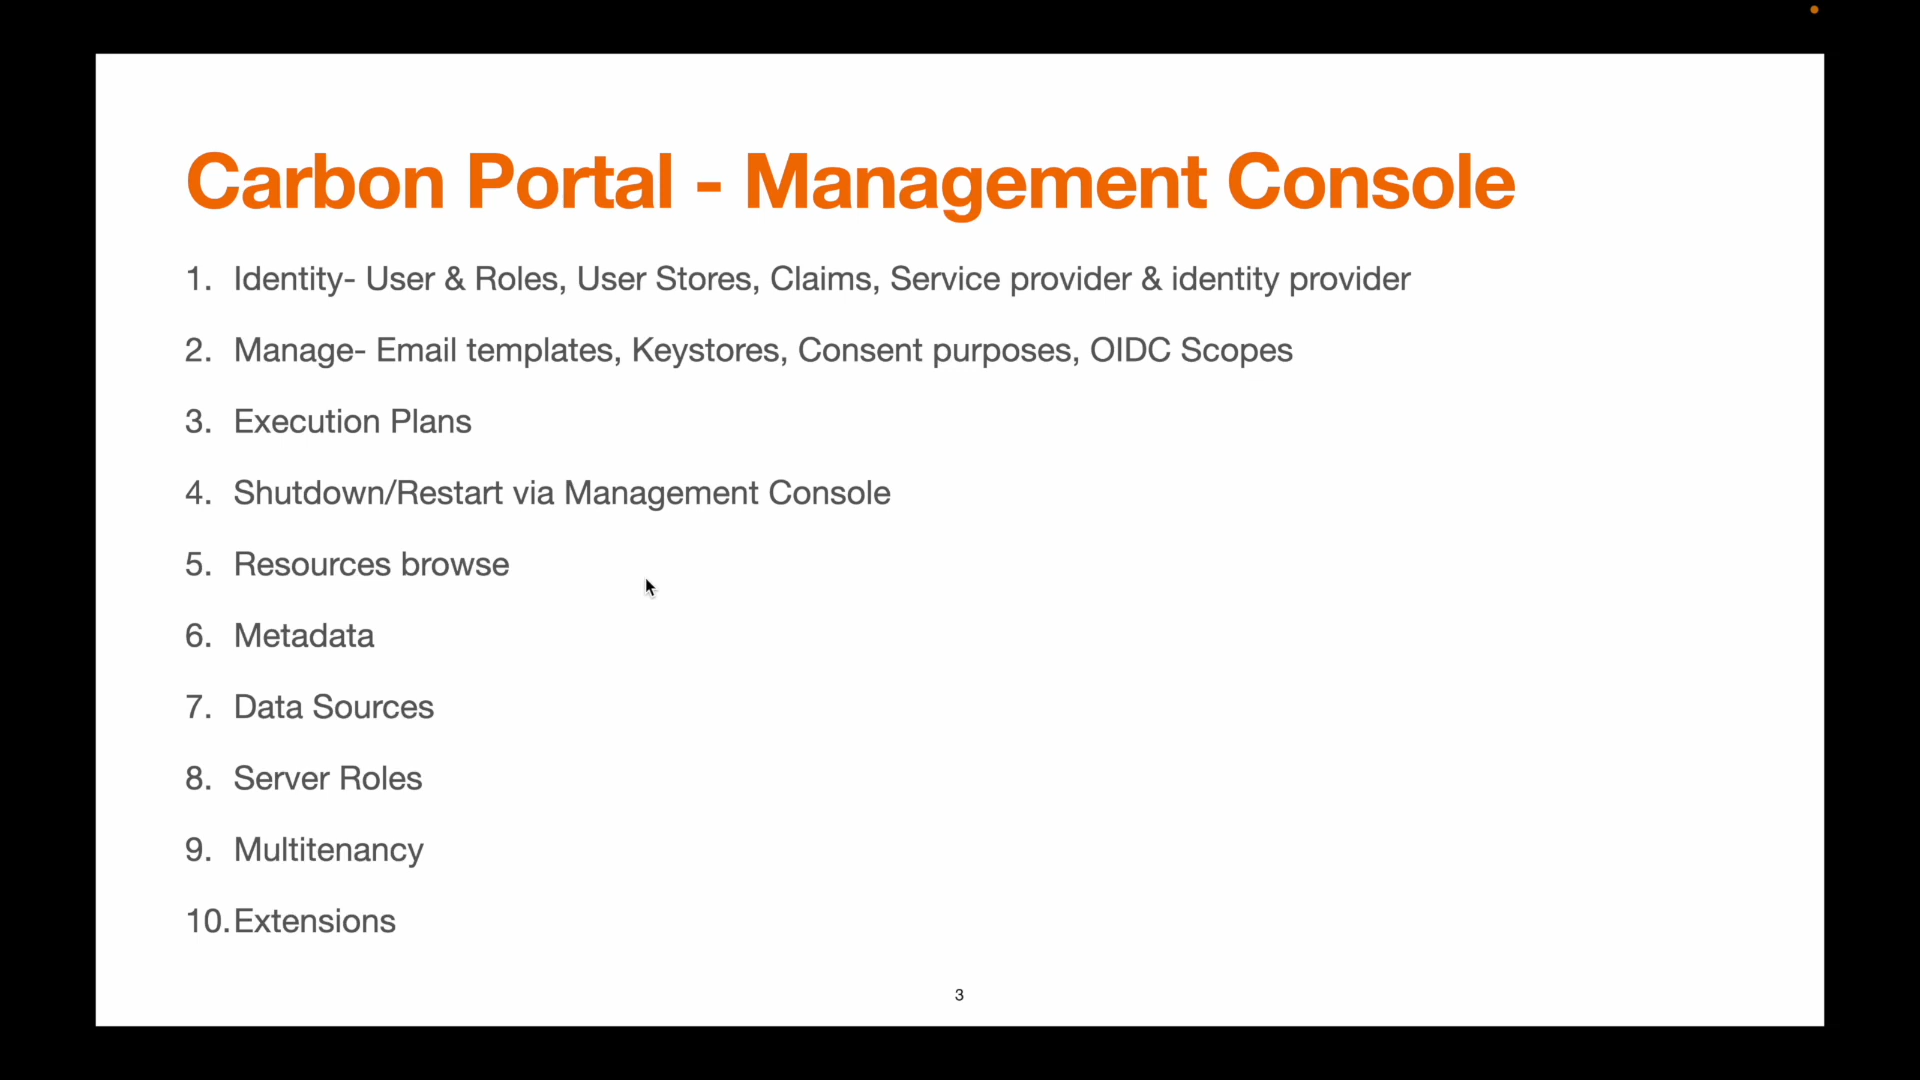 Carbon Portal - Management Console
1. Identity- User & Roles, User Stores, Claims, Service provider & identity provider
2. Manage- Email templates, Keystores, Consent purposes, OIDC Scopes
3. Execution Plans
4. Shutdown/Restart via Management Console
5. Resources browse
6. Metadata
7. Data Sources
8. Server Roles
9. Multitenancy
10. Extensions
3